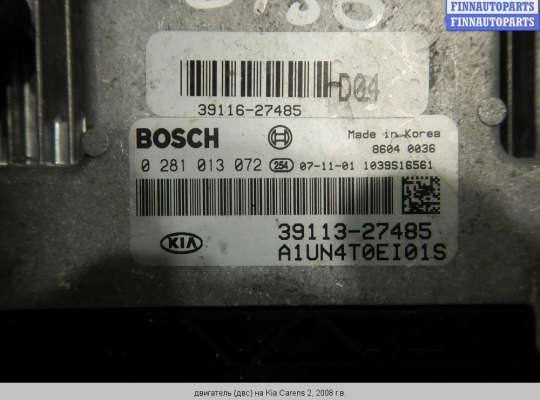 FINNAUTOPARTS
FINNAUTOPARTS
D04
39116-27485
BOSCH
Made in Korea
8604 0036
0 281 013 072 254 07-11-01 1039S16561
39113-27485
KIA
A1UN4T0EI01S
двигатель (двс) на Kia Carens 2, 2008 г.в.